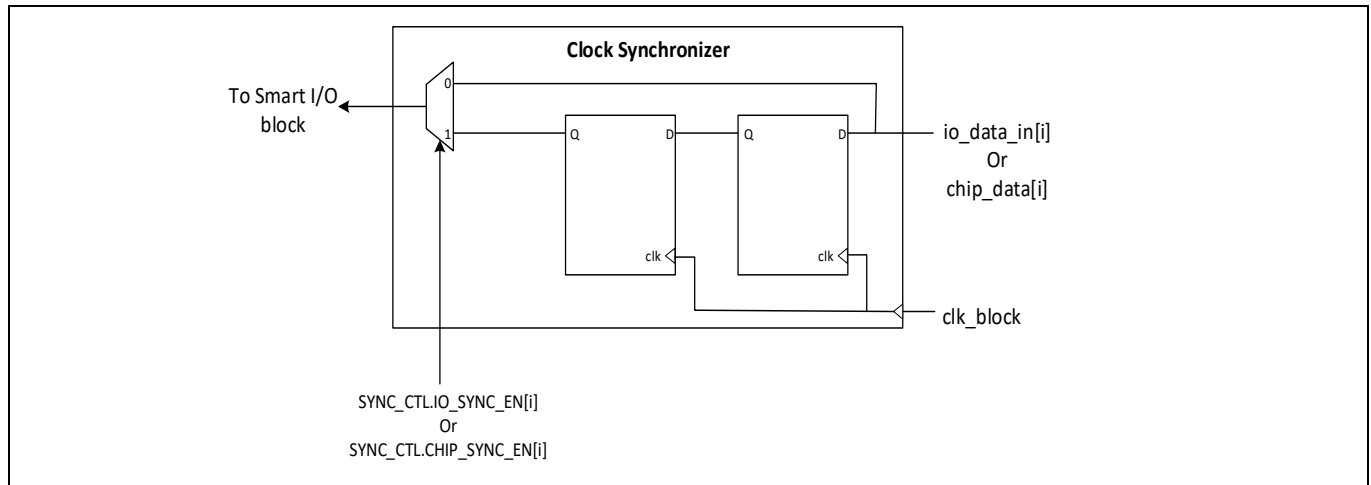 Clock Synchronizer
To Smart I/O
block
0
1
Q
D
Q
D
io_data_in[i]
Or
chip_data[i]
clk
clk
clk_block
SYNC_CTL.IO_SYNC_EN[i]
Or
SYNC_CTL.CHIP_SYNC_EN[i]